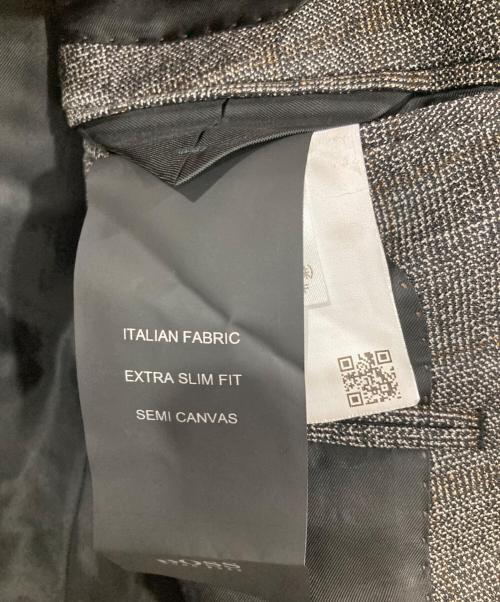 ITALIAN FABRIC
EXTRA SLIM FIT
SEMI CANVAS